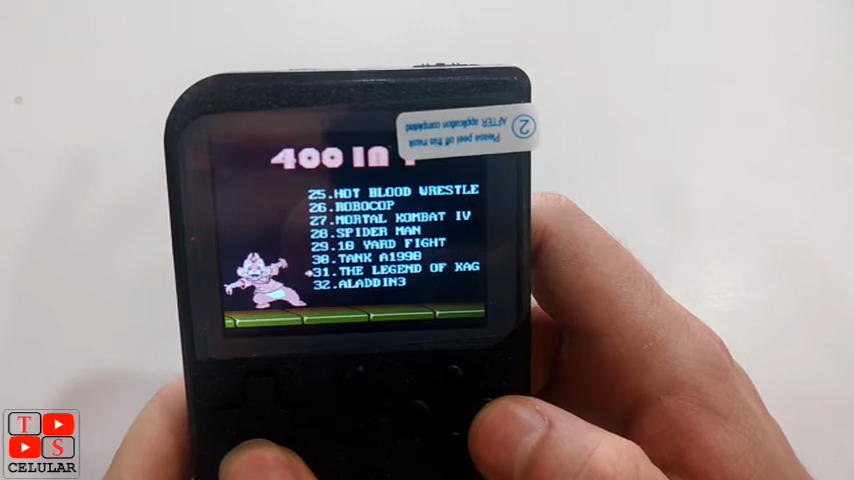 ② Please peel off this mask
AFTER application completed
400 IN 1
25.HOT BLOOD WRESTLE
26.ROBOCOP
27.MORTAL KOMBAT IV
28.SPIDER MAN
29.18 YARD FIGHT
30.TANK A1990
31.THE LEGEND OF XAG
32.ALADDIN3
T
S
CELULAR